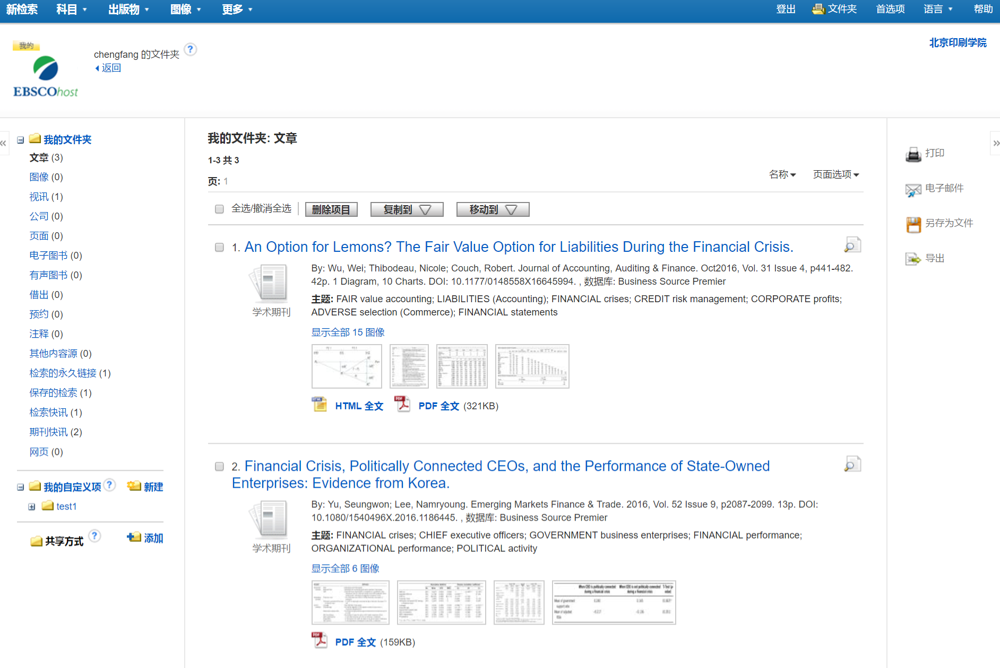 新检索 科目 出版物 图像 更多 登出 文件夹 首选项 语言 帮助
我的
EBSCOhost
chengfang 的文件夹
返回
北京印刷学院
我的文件夹
文章 (3)
图像 (0)
视讯 (1)
公司 (0)
页面 (0)
电子图书 (0)
有声图书 (0)
借出 (0)
预约 (0)
注释 (0)
其他内容源 (0)
检索的永久链接 (1)
保存的检索 (1)
检索快讯 (1)
期刊快讯 (2)
网页 (0)
我的自定义项 新建
test1
共享方式 添加
我的文件夹: 文章
1-3 共 3
页: 1
名称 页面选项
全选/撤消全选 删除项目 复制到 移动到
1. An Option for Lemons? The Fair Value Option for Liabilities During the Financial Crisis.
学术期刊
By: Wu, Wei; Thibodeau, Nicole; Couch, Robert. Journal of Accounting, Auditing & Finance. Oct2016, Vol. 31 Issue 4, p441-482.
42p. 1 Diagram, 10 Charts. DOI: 10.1177/0148558X16645994. , 数据库: Business Source Premier
主题: FAIR value accounting; LIABILITIES (Accounting); FINANCIAL crises; CREDIT risk management; CORPORATE profits;
ADVERSE selection (Commerce); FINANCIAL statements
显示全部 15 图像
HTML 全文 PDF 全文 (321KB)
2. Financial Crisis, Politically Connected CEOs, and the Performance of State-Owned
Enterprises: Evidence from Korea.
学术期刊
By: Yu, Seungwon; Lee, Namryoung. Emerging Markets Finance & Trade. 2016, Vol. 52 Issue 9, p2087-2099. 13p. DOI:
10.1080/1540496X.2016.1186445. , 数据库: Business Source Premier
主题: FINANCIAL crises; CHIEF executive officers; GOVERNMENT business enterprises; FINANCIAL performance;
ORGANIZATIONAL performance; POLITICAL activity
显示全部 6 图像
When CEO is politically connected When CEO is not politically connected
during a financial crisis during a financial crisis
PDF 全文 (159KB)
打印
电子邮件
另存为文件
导出